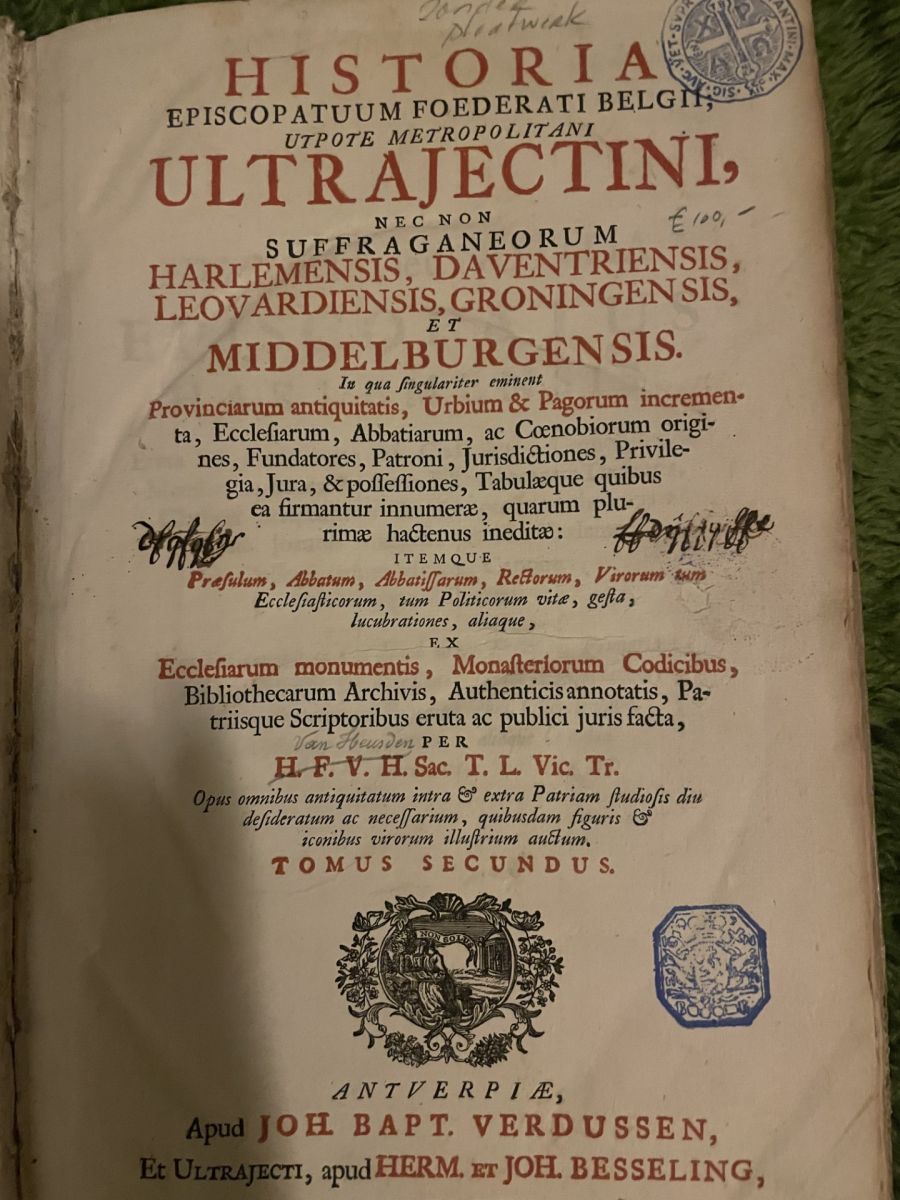 Zonder
plaatwerk
HISTORIA
EPISCOPATUUM FOEDERATI BELGII,
UTPOTE METROPOLITANI
ULTRAJECTINI,
NEC NON
€ 100,-
SUFFRAGANEORUM
HARLEMENSIS, DAVENTRIENSIS,
LEOVARDIENSIS, GRONINGENSIS,
ET
MIDDELBURGENSIS.
In qua ſingulariter eminent
Provinciarum antiquitatis, Urbium & Pagorum incremen-
ta, Eccleſiarum, Abbatiarum, ac Cœnobiorum origi-
nes, Fundatores, Patroni, Jurisdictiones, Privile-
gia, Jura, & poſſeſſiones, Tabulæque quibus
ea firmantur innumeræ, quarum plu-
rimæ hactenus ineditæ:
ITEMQUE
Præſulum, Abbatum, Abbatiſſarum, Rectorum, Virorum tum
Eccleſiaſticorum, tum Politicorum vitæ, geſta,
lucubrationes, aliaque,
EX
Eccleſiarum monumentis, Monaſteriorum Codicibus,
Bibliothecarum Archivis, Authenticis annotatis, Pa-
triisque Scriptoribus eruta ac publici juris facta,
Van Heusden PER
H. F. V. H. Sac. T. L. Vic. Tr.
Opus omnibus antiquitatum intra & extra Patriam ſtudioſis diu
deſideratum ac neceſſarium, quibusdam figuris &
iconibus virorum illuſtrium auctum.
TOMUS SECUNDUS.
NON SOLUS
ANTVERPIÆ,
Apud JOH. BAPT. VERDUSSEN,
Et ULTRAJECTI, apud HERM. ET JOH. BESSELING,